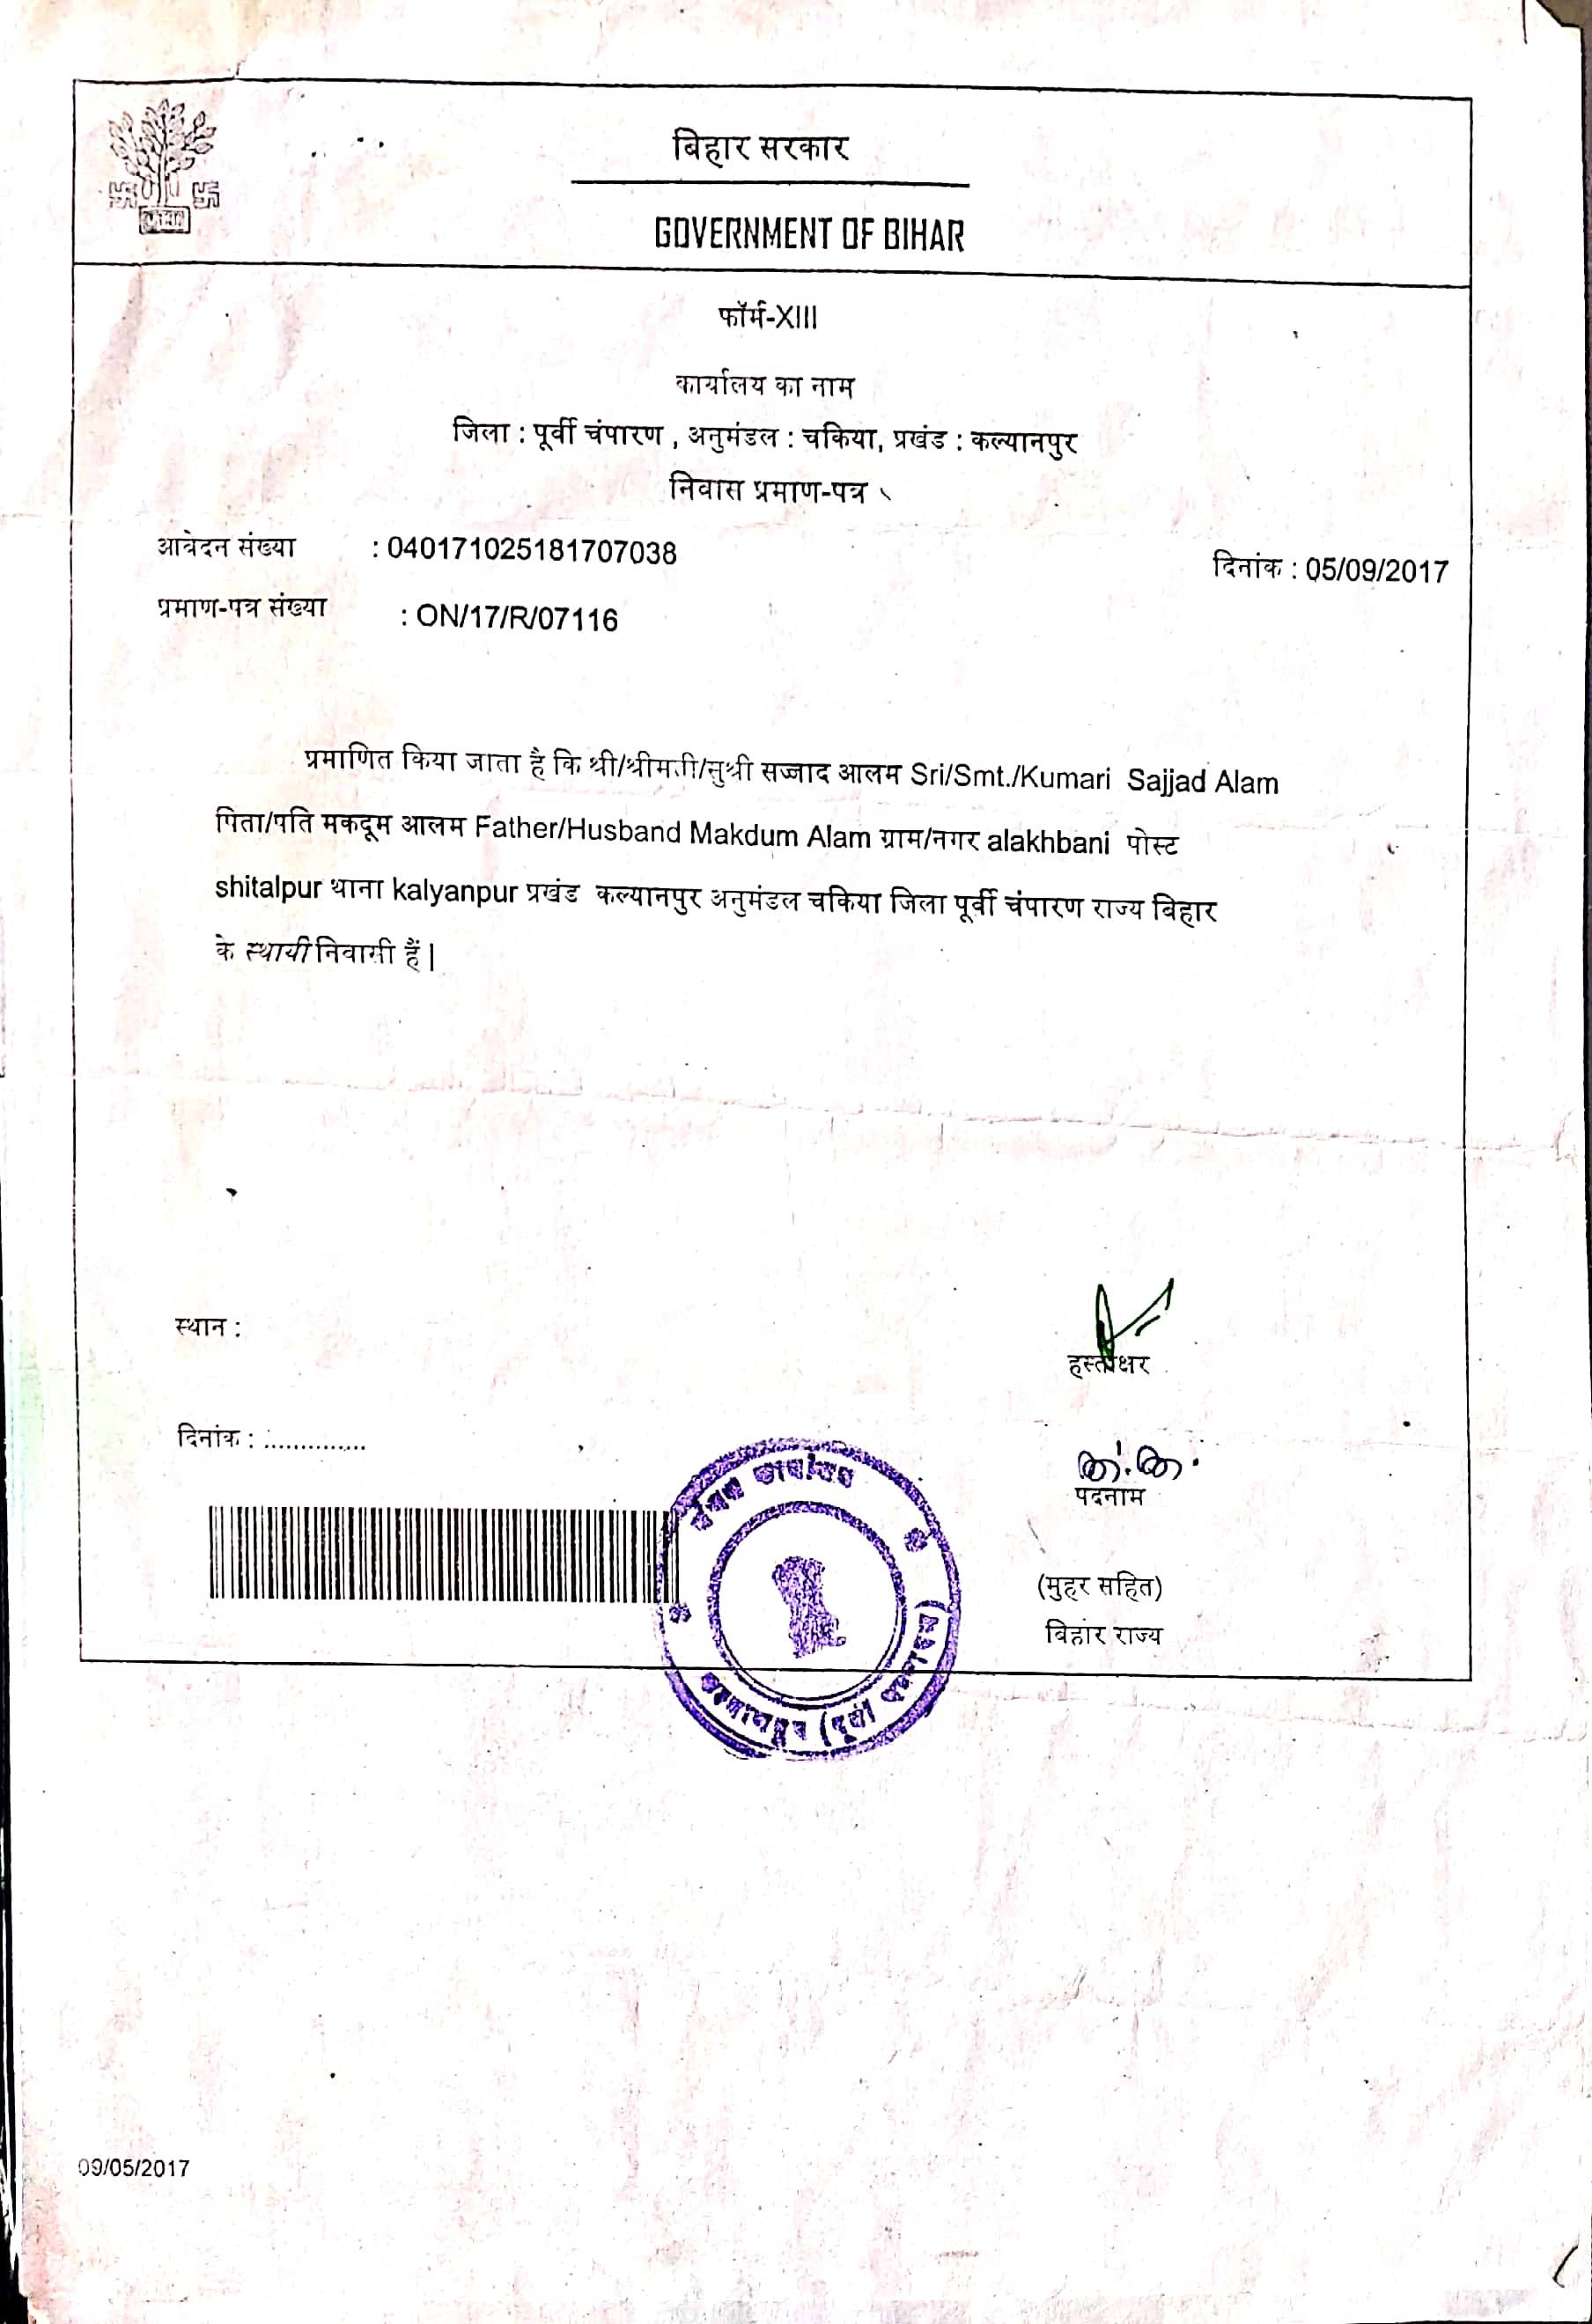 बिहार सरकार
GOVERNMENT OF BIHAR
फॉर्म-XIII
कार्यालय का नाम
जिला : पूर्वी चंपारण , अनुमंडल : चकिया, प्रखंड : कल्यानपुर
निवास प्रमाण-पत्र
आवेदन संख्या : 040171025181707038
दिनांक : 05/09/2017
प्रमाण-पत्र संख्या : ON/17/R/07116
प्रमाणित किया जाता है कि श्री/श्रीमती/सुश्री सज्जाद आलम Sri/Smt./Kumari Sajjad Alam
पिता/पति मकदूम आलम Father/Husband Makdum Alam ग्राम/नगर alakhbani पोस्ट
shitalpur थाना kalyanpur प्रखंड कल्यानपुर अनुमंडल चकिया जिला पूर्वी चंपारण राज्य बिहार
के स्थायी निवासी हैं|
स्थान :
हस्ताक्षर
दिनांक : ..............
पदनाम
(मुहर सहित)
बिहार राज्य
कल्याणपुर (पूर्वी चम्पारण)
09/05/2017